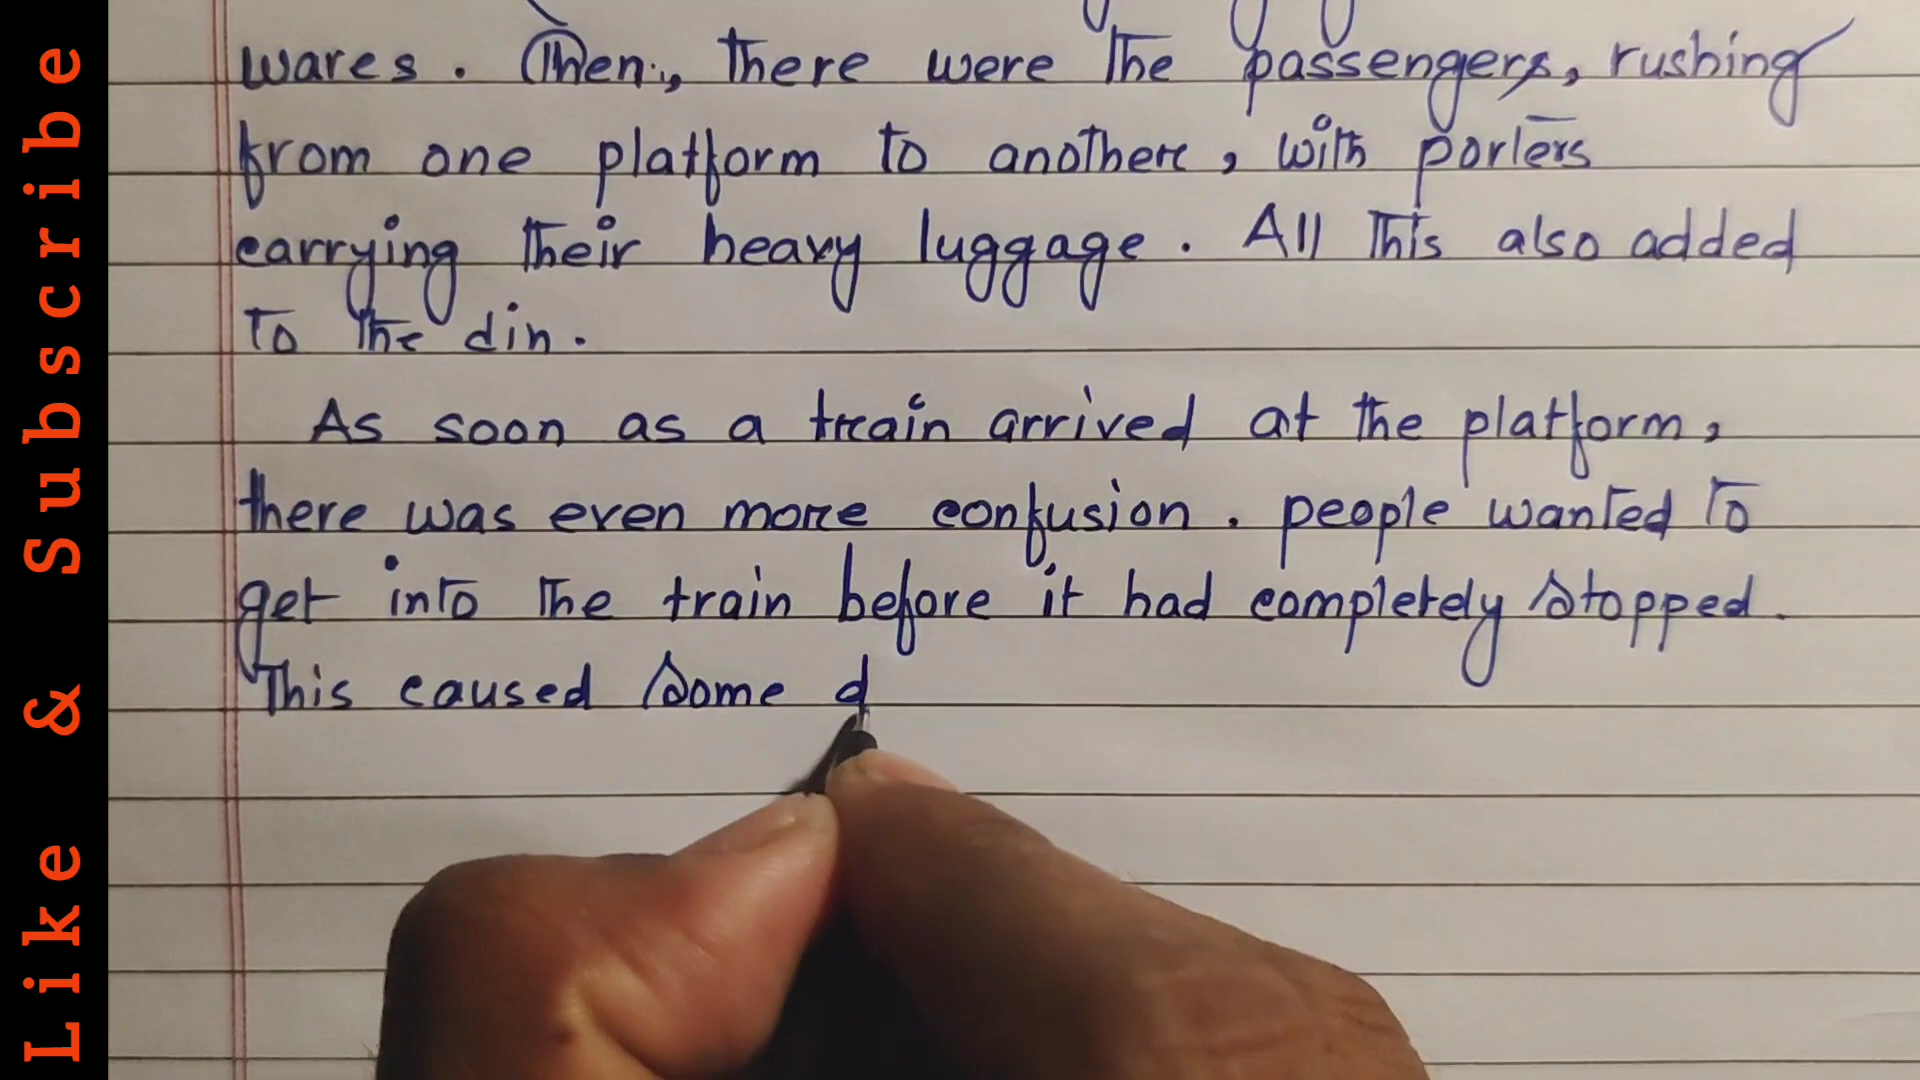 Like & Subscribe
wares. Then, there were the passengers, rushing
from one platform to another, with porters
carrying their heavy luggage. All this also added
to the din.
As soon as a train arrived at the platform,
there was even more confusion. people wanted to
get into the train before it had completely stopped.
This caused some d